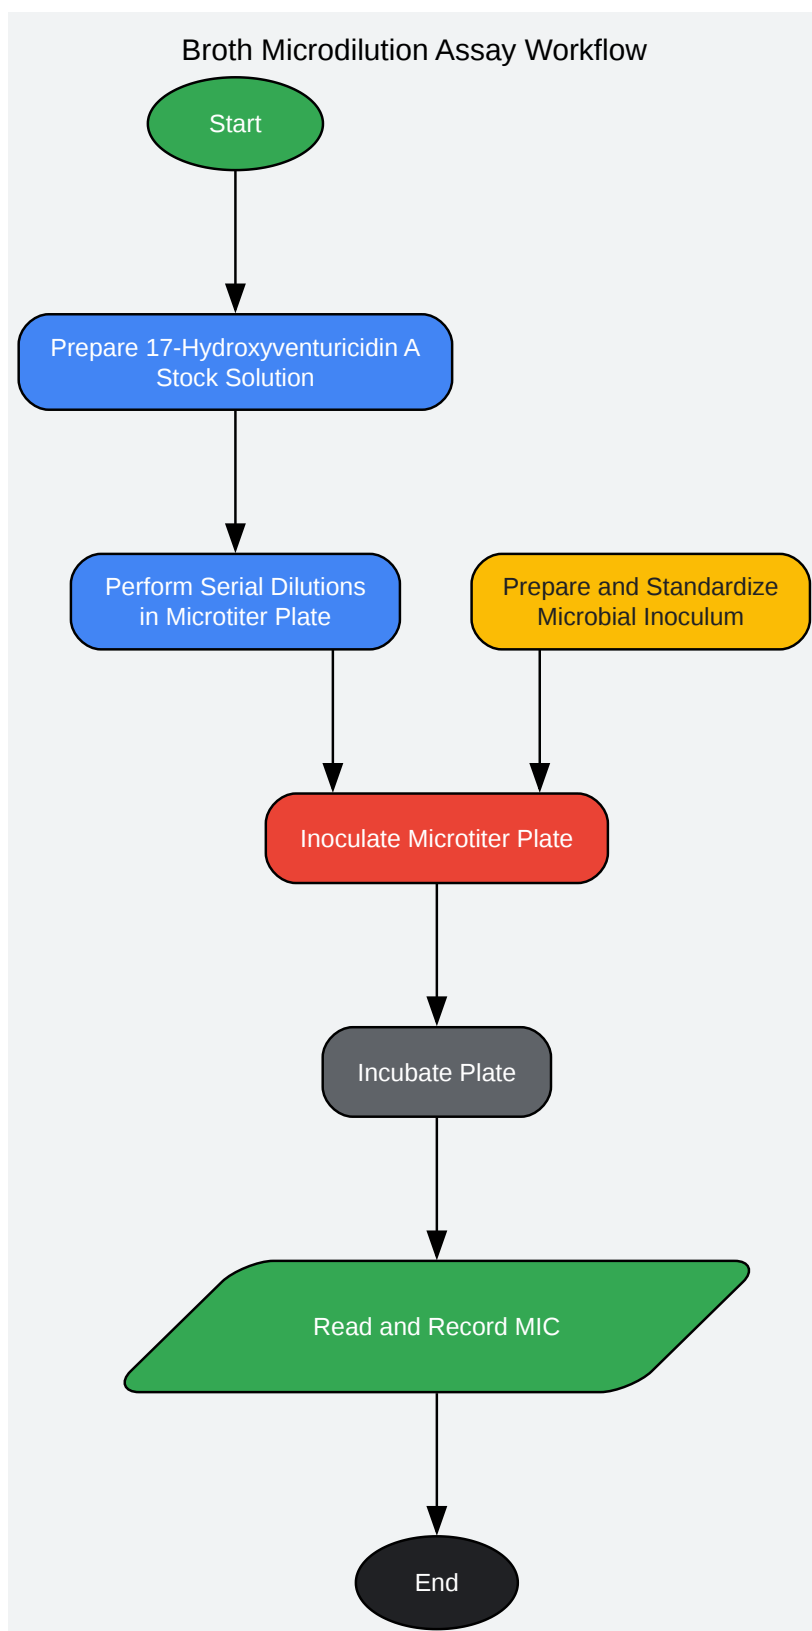 Broth Microdilution Assay Workflow
Start
Prepare 17-Hydroxyventuricidin A
Stock Solution
Perform Serial Dilutions
in Microtiter Plate
Prepare and Standardize
Microbial Inoculum
Inoculate Microtiter Plate
Incubate Plate
Read and Record MIC
End